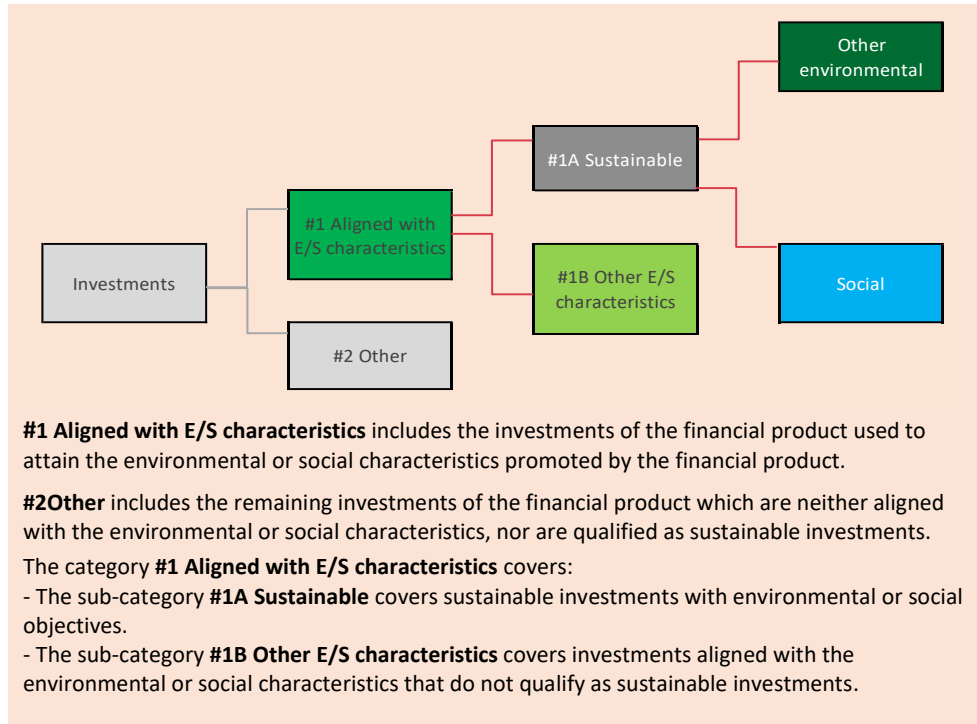 Other
environmental
#1A Sustainable
#1 Aligned with
E/S characteristics
#1B Other E/S
characteristics
Investments
Social
#2 Other
#1 Aligned with E/S characteristics includes the investments of the financial product used to
attain the environmental or social characteristics promoted by the financial product.
#2Other includes the remaining investments of the financial product which are neither aligned
with the environmental or social characteristics, nor are qualified as sustainable investments.
The category #1 Aligned with E/S characteristics covers:
- The sub-category #1A Sustainable covers sustainable investments with environmental or social
objectives.
- The sub-category #1B Other E/S characteristics covers investments aligned with the
environmental or social characteristics that do not qualify as sustainable investments.